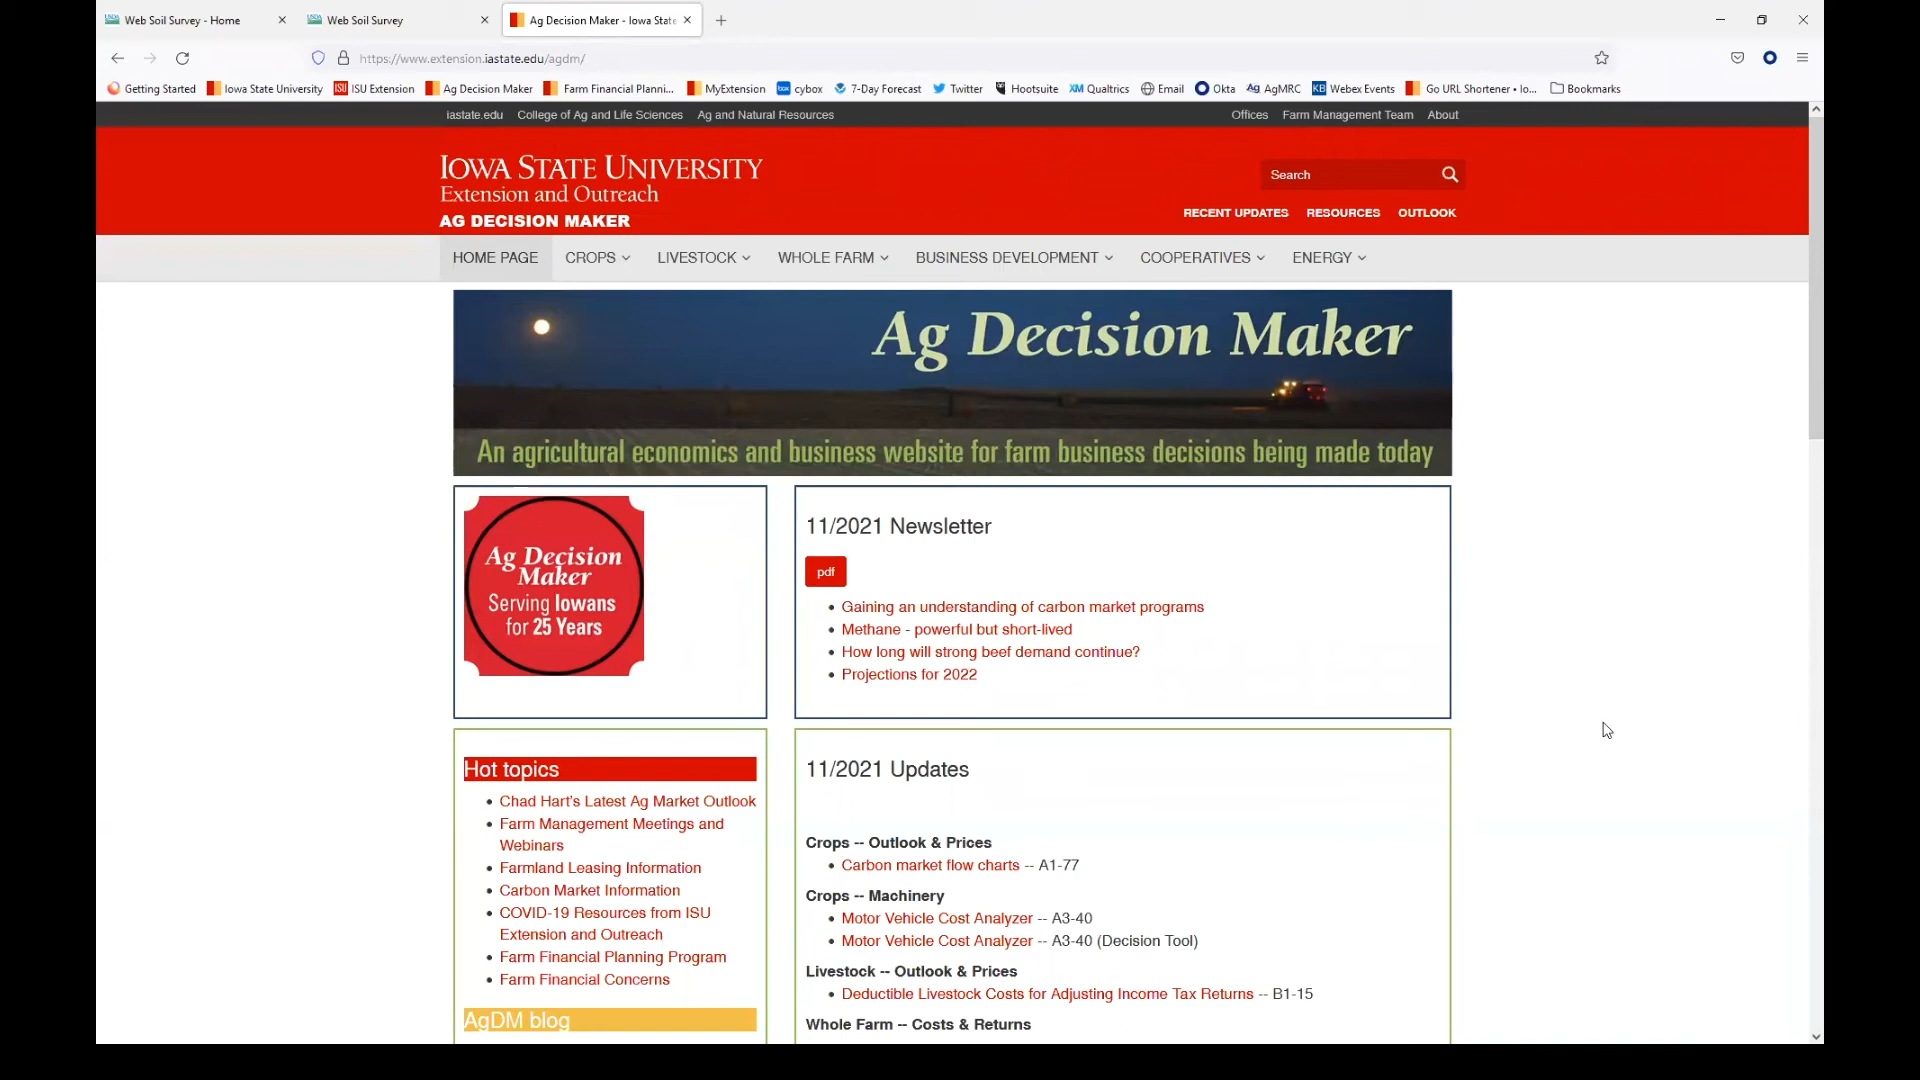 Web Soil Survey - Home
Web Soil Survey
Ag Decision Maker - Iowa State
https://www.extension.iastate.edu/agdm/
Getting Started
Iowa State University
ISU Extension
Ag Decision Maker
Farm Financial Planni...
MyExtension
cybox
7-Day Forecast
Twitter
Hootsuite
XM Qualtrics
Email
Okta
Ag AgMRC
KB Webex Events
Go URL Shortener • Io...
Bookmarks
iastate.edu College of Ag and Life Sciences Ag and Natural Resources
Offices Farm Management Team About
IOWA STATE UNIVERSITY
Extension and Outreach
AG DECISION MAKER
Search
RECENT UPDATES RESOURCES OUTLOOK
HOME PAGE CROPS LIVESTOCK WHOLE FARM BUSINESS DEVELOPMENT COOPERATIVES ENERGY
Ag Decision Maker
An agricultural economics and business website for farm business decisions being made today
Ag Decision
Maker
Serving Iowans
for 25 Years
11/2021 Newsletter
pdf
• Gaining an understanding of carbon market programs
• Methane - powerful but short-lived
• How long will strong beef demand continue?
• Projections for 2022
Hot topics
• Chad Hart's Latest Ag Market Outlook
• Farm Management Meetings and
Webinars
• Farmland Leasing Information
• Carbon Market Information
• COVID-19 Resources from ISU
Extension and Outreach
• Farm Financial Planning Program
• Farm Financial Concerns
AgDM blog
11/2021 Updates
Crops -- Outlook & Prices
• Carbon market flow charts -- A1-77
Crops -- Machinery
• Motor Vehicle Cost Analyzer -- A3-40
• Motor Vehicle Cost Analyzer -- A3-40 (Decision Tool)
Livestock -- Outlook & Prices
• Deductible Livestock Costs for Adjusting Income Tax Returns -- B1-15
Whole Farm -- Costs & Returns